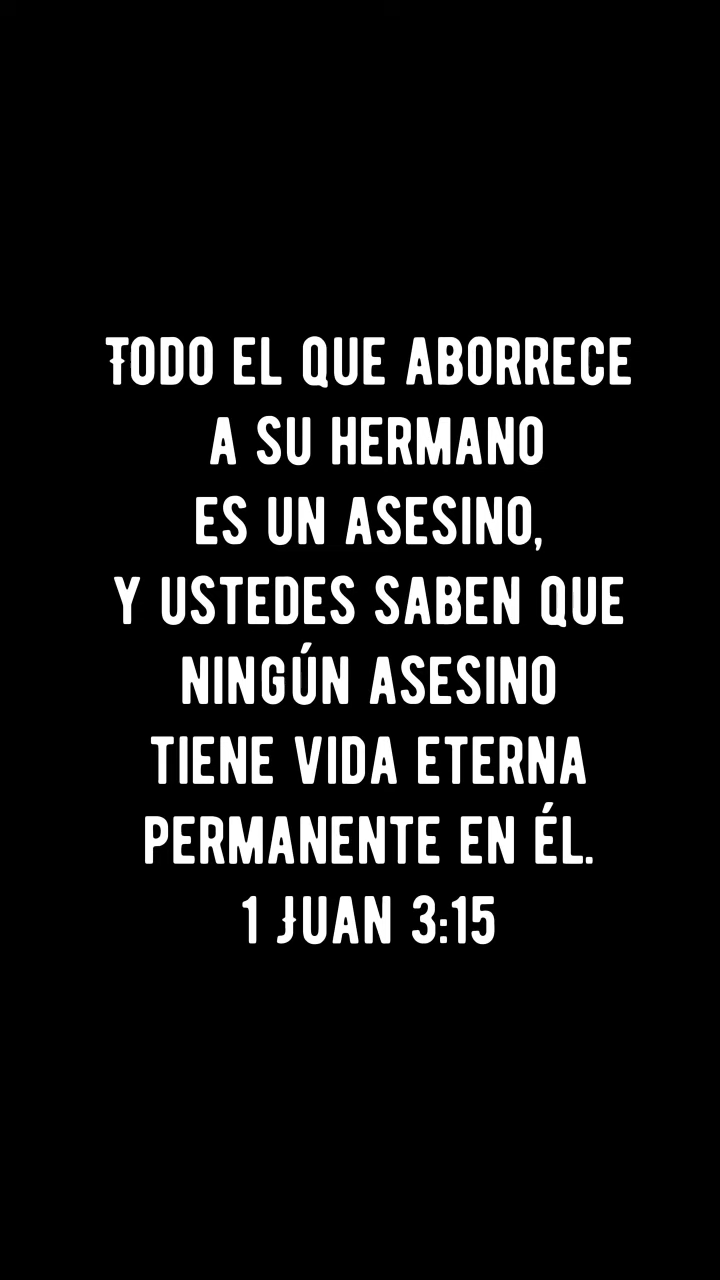 Todo el que aborrece
a su hermano
es un asesino,
y ustedes saben que
ningún asesino
tiene vida eterna
permanente en él.
1 Juan 3:15